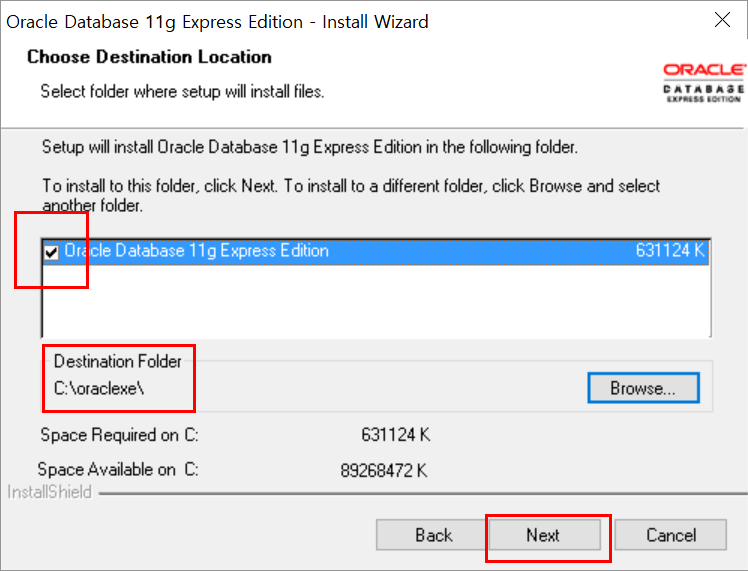 Oracle Database 11g Express Edition - Install Wizard
Choose Destination Location
Select folder where setup will install files.
ORACLE
DATABASE
EXPRESS EDITION
Setup will install Oracle Database 11g Express Edition in the following folder.
To install to this folder, click Next. To install to a different folder, click Browse and select
another folder.
Oracle Database 11g Express Edition 631124 K
Destination Folder
C:\oraclexe\
Browse...
Space Required on C: 631124 K
Space Available on C: 89268472 K
InstallShield
Back Next Cancel